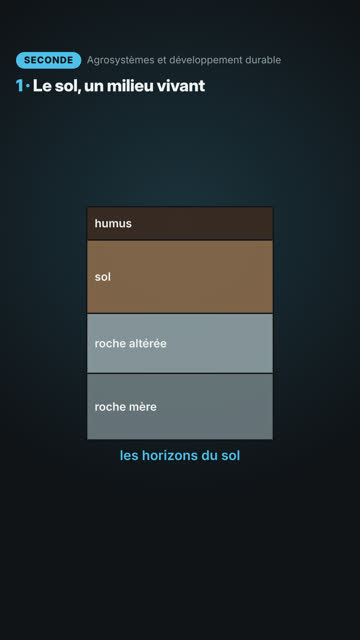 SECONDE Agrosystèmes et développement durable
1 · Le sol, un milieu vivant
humus
sol
roche altérée
roche mère
les horizons du sol